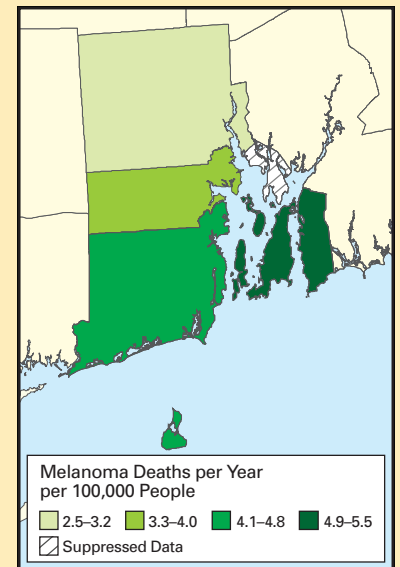 Melanoma Deaths per Year
per 100,000 People
2.5–3.2 3.3–4.0 4.1–4.8 4.9–5.5
Suppressed Data